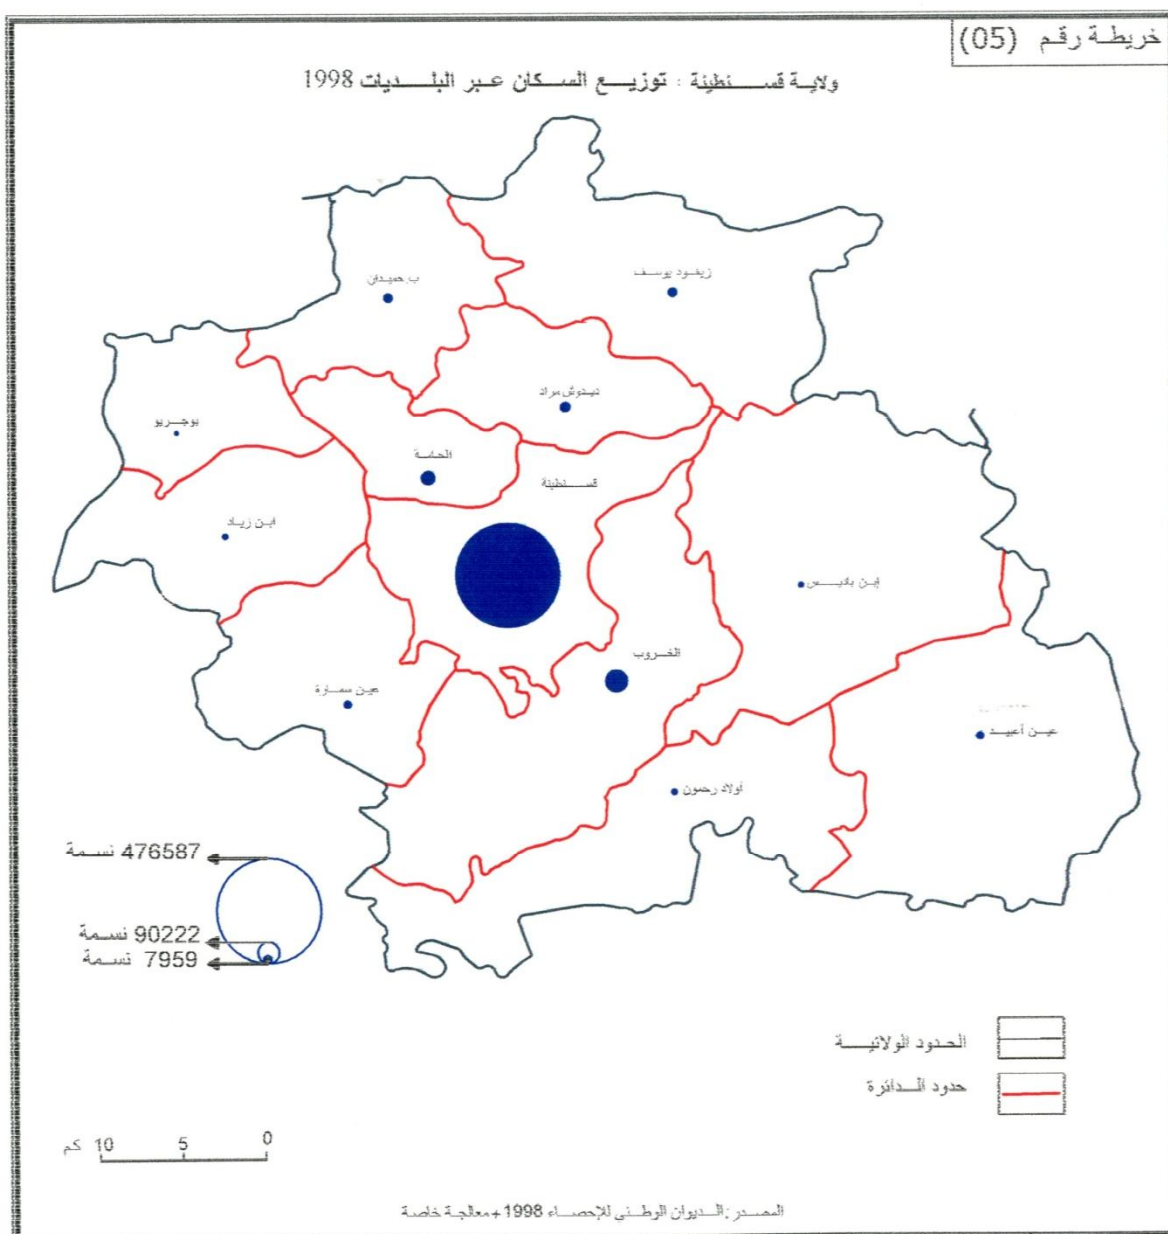 خريطة رقم (05)
ولاية قسنطينة : توزيع السكان عبر البلديات 1998
زيغود يوسف
ب.حميدان
ديدوش مراد
بوجريو
الحامة
قسنطينة
ابن زياد
إبن باديس
الخروب
عين سمارة
عين أعبيد
أولاد رحمون
476587 نسمة
90222 نسمة
7959 نسمة
الحدود الولائية
حدود الدائرة
10 5 0 كم
المصدر : الديوان الوطني للإحصاء 1998 + معالجة خاصة